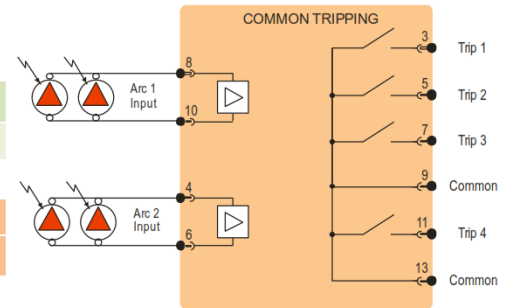 COMMON TRIPPING
8
Arc 1
Input
10
4
Arc 2
Input
6
3
Trip 1
5
Trip 2
7
Trip 3
9
Common
11
Trip 4
13
Common